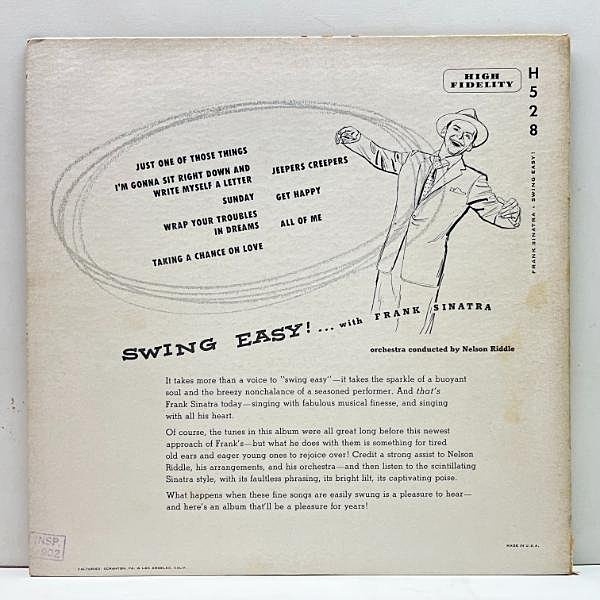 HIGH
FIDELITY
H528
FRANK SINATRA • SWING EASY!
JUST ONE OF THOSE THINGS
I'M GONNA SIT RIGHT DOWN AND
WRITE MYSELF A LETTER
SUNDAY
WRAP YOUR TROUBLES
IN DREAMS
TAKING A CHANCE ON LOVE
JEEPERS CREEPERS
GET HAPPY
ALL OF ME
SWING EASY! ... with FRANK SINATRA
orchestra conducted by Nelson Riddle
It takes more than a voice to "swing easy"—it takes the sparkle of a buoyant
soul and the breezy nonchalance of a seasoned performer. And that's
Frank Sinatra today—singing with fabulous musical finesse, and singing
with all his heart.
Of course, the tunes in this album were all great long before this newest
approach of Frank's—but what he does with them is something for tired
old ears and eager young ones to rejoice over! Credit a strong assist to Nelson
Riddle, his arrangements, and his orchestra—and then listen to the scintillating
Sinatra style, with its faultless phrasing, its bright lilt, its captivating poise.
What happens when these fine songs are easily swung is a pleasure to hear—
and here's an album that'll be a pleasure for years!
INSP.
902
FACTORIES: SCRANTON, PA. & LOS ANGELES, CALIF.
MADE IN U.S.A.